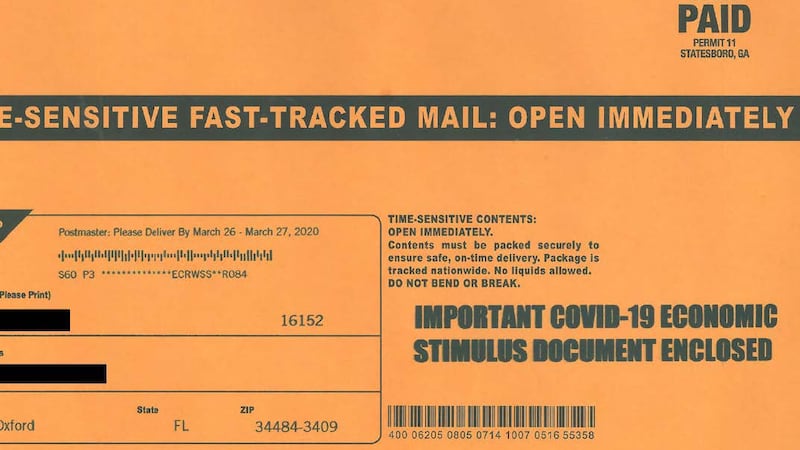 PAID
PERMIT 11
STATESBORO, GA
E-SENSITIVE FAST-TRACKED MAIL: OPEN IMMEDIATELY
Postmaster: Please Deliver By March 26 - March 27, 2020
S60 P3 **************ECRWSS**R084
Please Print)
16152
s
State ZIP
Oxford FL 34484-3409
TIME-SENSITIVE CONTENTS:
OPEN IMMEDIATELY.
Contents must be packed securely to
ensure safe, on-time delivery. Package is
tracked nationwide. No liquids allowed.
DO NOT BEND OR BREAK.
IMPORTANT COVID-19 ECONOMIC
STIMULUS DOCUMENT ENCLOSED
400 06205 0805 0714 1007 0516 55358